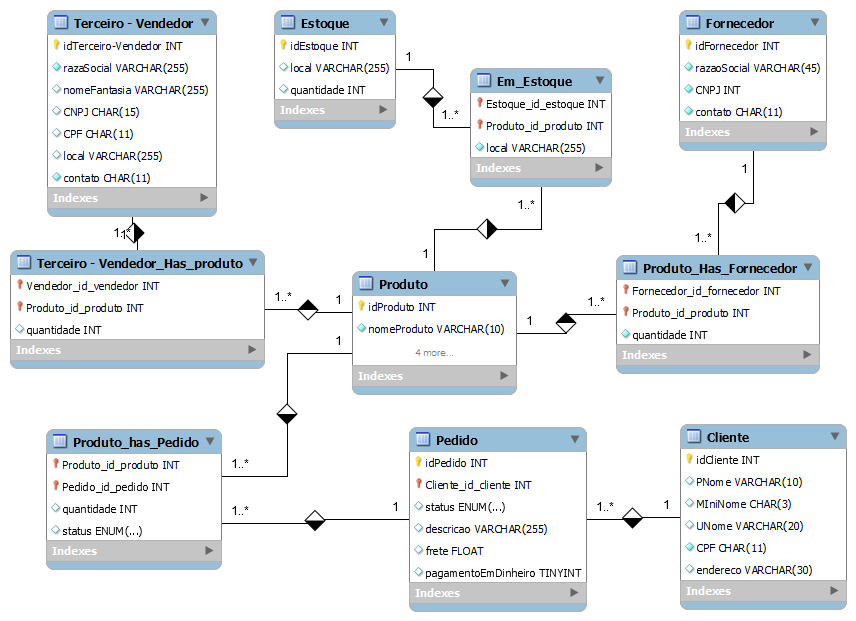 Terceiro - Vendedor
idTerceiro-Vendedor INT
razaSocial VARCHAR(255)
nomeFantasia VARCHAR(255)
CNPJ CHAR(15)
CPF CHAR(11)
local VARCHAR(255)
contato CHAR(11)
Indexes
Estoque
idEstoque INT
local VARCHAR(255)
quantidade INT
Indexes
1
1..*
Em_Estoque
Estoque_id_estoque INT
Produto_id_produto INT
local VARCHAR(255)
Indexes
Fornecedor
idFornecedor INT
razaoSocial VARCHAR(45)
CNPJ INT
contato CHAR(11)
Indexes
1
1..*
1..*
1
1..*
1
Terceiro - Vendedor_Has_produto
Vendedor_id_vendedor INT
Produto_id_produto INT
quantidade INT
Indexes
1..*
1
Produto
idProduto INT
nomeProduto VARCHAR(10)
4 more...
Indexes
1
1..*
Produto_Has_Fornecedor
Fornecedor_id_fornecedor INT
Produto_id_produto INT
quantidade INT
Indexes
1
1..*
Produto_has_Pedido
Produto_id_produto INT
Pedido_id_pedido INT
quantidade INT
status ENUM(...)
Indexes
1..*
1
Pedido
idPedido INT
Cliente_id_cliente INT
status ENUM(...)
descricao VARCHAR(255)
frete FLOAT
pagamentoEmDinheiro TINYINT
Indexes
1..*
1
Cliente
idCliente INT
PNome VARCHAR(10)
MIniNome CHAR(3)
UNome VARCHAR(20)
CPF CHAR(11)
endereco VARCHAR(30)
Indexes